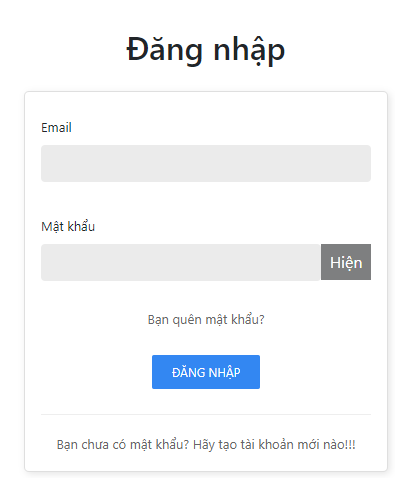 Đăng nhập
Email
Mật khẩu
Hiện
Bạn quên mật khẩu?
ĐĂNG NHẬP
Bạn chưa có mật khẩu? Hãy tạo tài khoản mới nào!!!